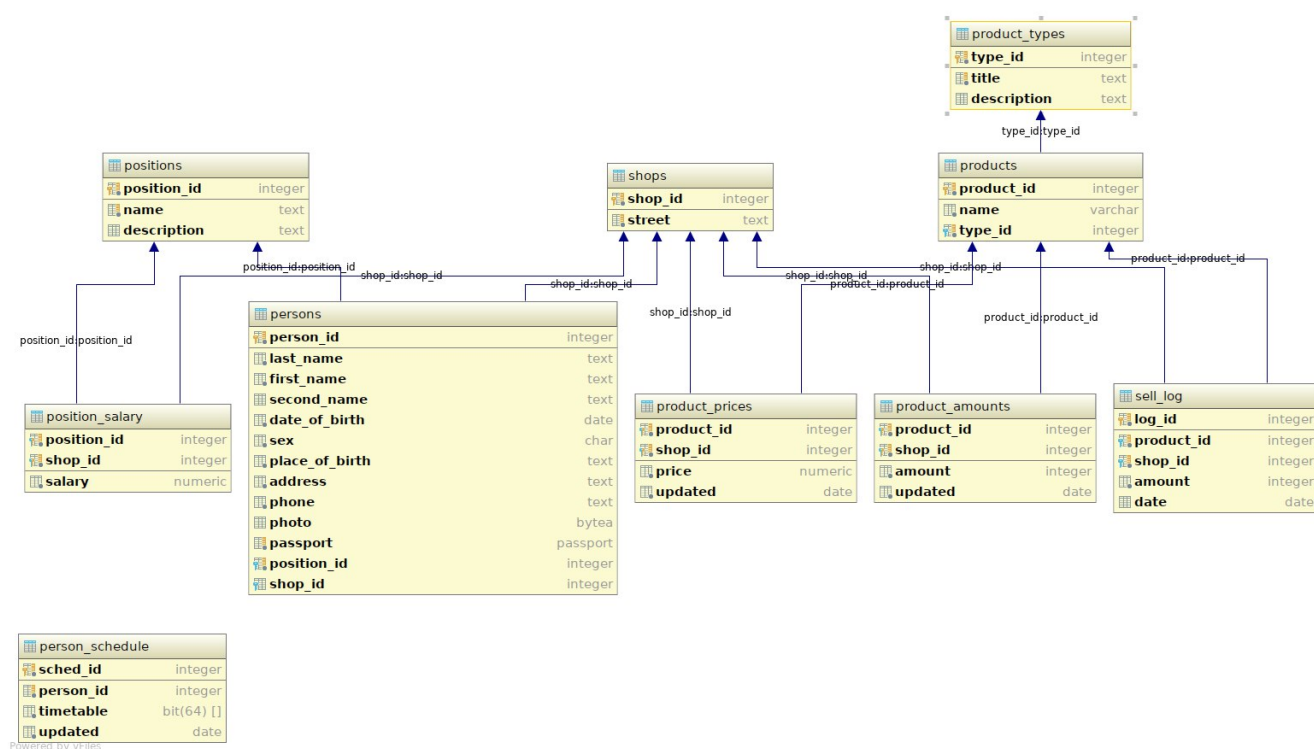 product_types
type_id integer
title text
description text
type_id:type_id
positions
position_id integer
name text
description text
shops
shop_id integer
street text
products
product_id integer
name varchar
type_id integer
position_id:position_id
shop_id:shop_id
position_id:position_id
shop_id:shop_id
shop_id:shop_id
shop_id:shop_id
product_id:product_id
shop_id:shop_id
product_id:product_id
product_id:product_id
persons
person_id integer
last_name text
first_name text
second_name text
date_of_birth date
sex char
place_of_birth text
address text
phone text
photo bytea
passport passport
position_id integer
shop_id integer
position_salary
position_id integer
shop_id integer
salary numeric
product_prices
product_id integer
shop_id integer
price numeric
updated date
product_amounts
product_id integer
shop_id integer
amount integer
updated date
sell_log
log_id integer
product_id integer
shop_id integer
amount integer
date date
person_schedule
sched_id integer
person_id integer
timetable bit(64) []
updated date
Powered by yFiles